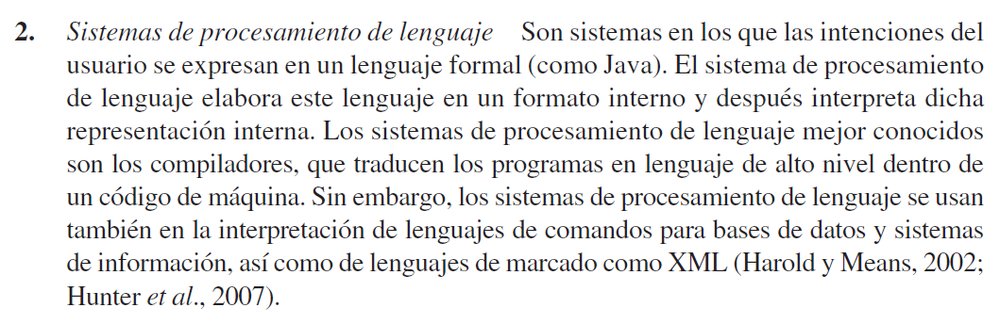 2. Sistemas de procesamiento de lenguaje Son sistemas en los que las intenciones del
usuario se expresan en un lenguaje formal (como Java). El sistema de procesamiento
de lenguaje elabora este lenguaje en un formato interno y después interpreta dicha
representación interna. Los sistemas de procesamiento de lenguaje mejor conocidos
son los compiladores, que traducen los programas en lenguaje de alto nivel dentro de
un código de máquina. Sin embargo, los sistemas de procesamiento de lenguaje se usan
también en la interpretación de lenguajes de comandos para bases de datos y sistemas
de información, así como de lenguajes de marcado como XML (Harold y Means, 2002;
Hunter et al., 2007).